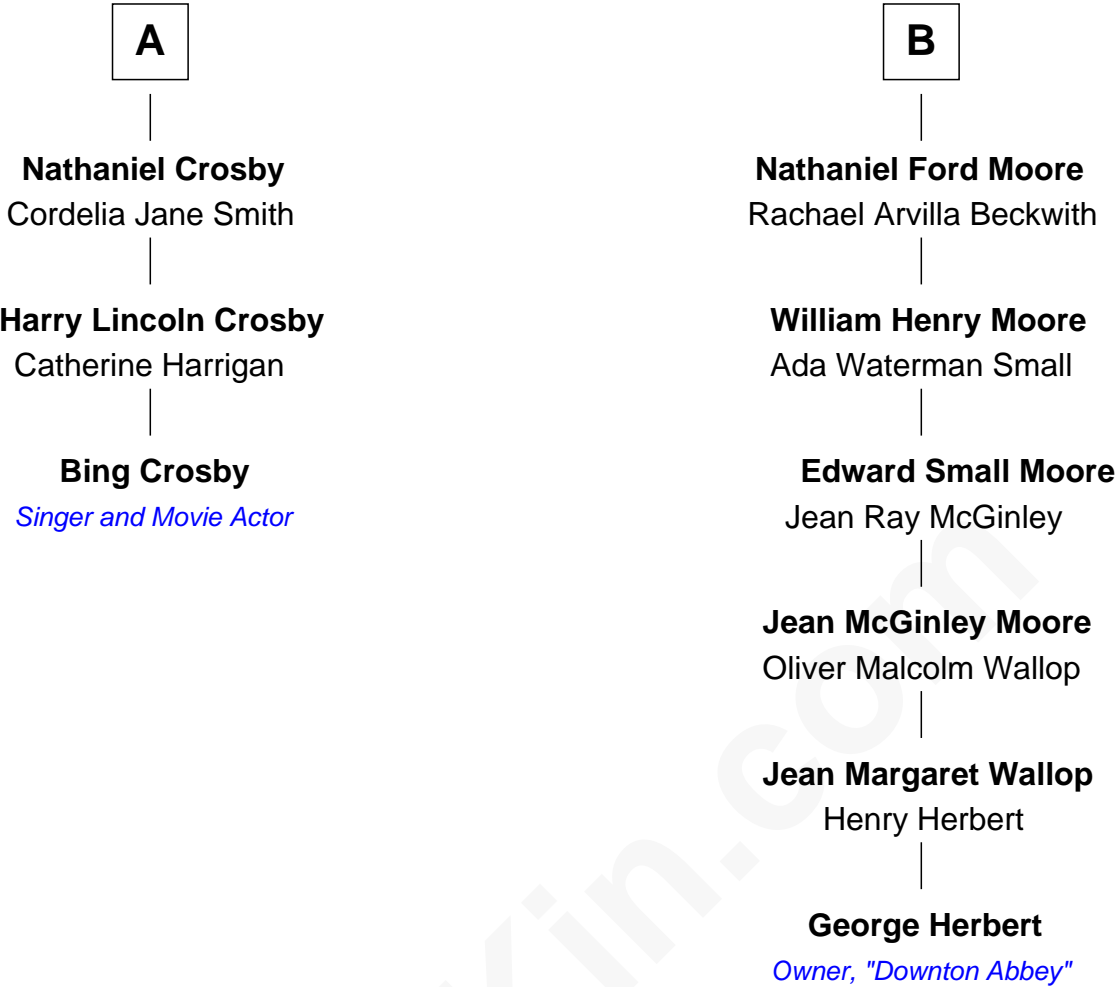 A
Nathaniel Crosby
Cordelia Jane Smith
Harry Lincoln Crosby
Catherine Harrigan
Bing Crosby
Singer and Movie Actor
B
Nathaniel Ford Moore
Rachael Arvilla Beckwith
William Henry Moore
Ada Waterman Small
Edward Small Moore
Jean Ray McGinley
Jean McGinley Moore
Oliver Malcolm Wallop
Jean Margaret Wallop
Henry Herbert
George Herbert
Owner, "Downton Abbey"